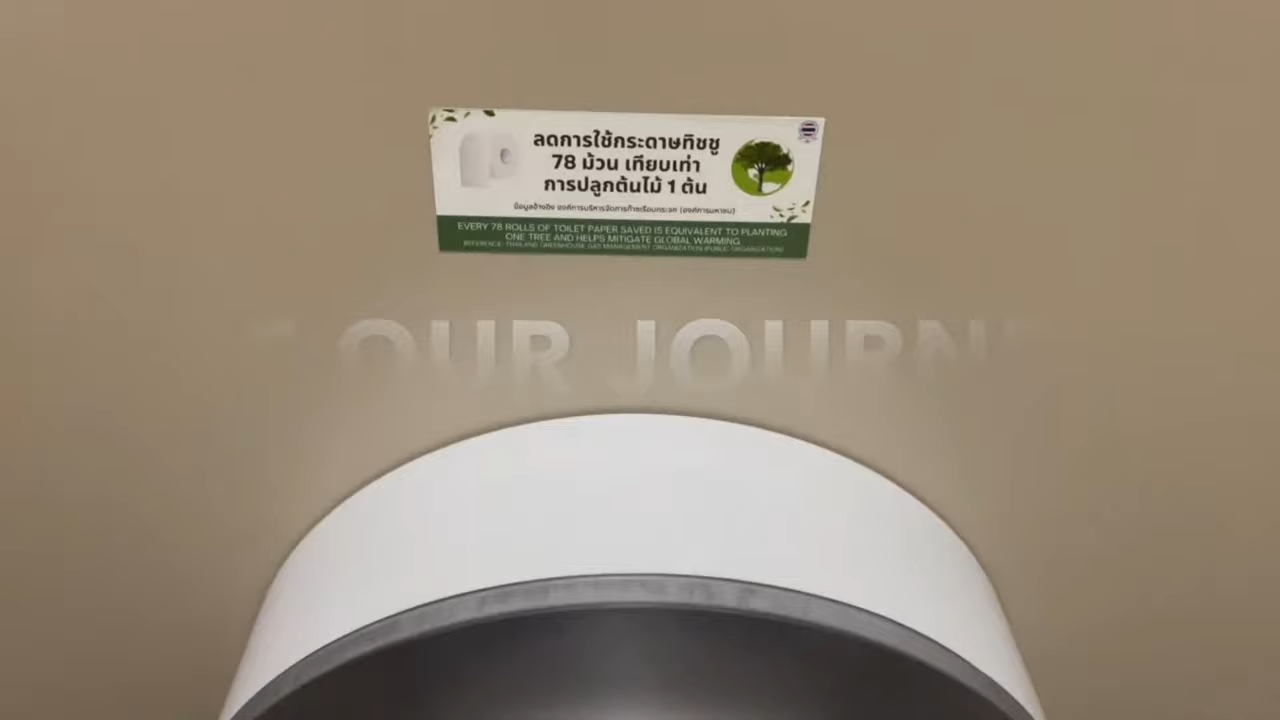 ลดการใช้กระดาษทิชชู
78 ม้วน เทียบเท่า
การปลูกต้นไม้ 1 ต้น
ข้อมูลอ้างอิง องค์การบริหารจัดการก๊าซเรือนกระจก (องค์การมหาชน)
EVERY 78 ROLLS OF TOILET PAPER SAVED IS EQUIVALENT TO PLANTING
ONE TREE AND HELPS MITIGATE GLOBAL WARMING
REFERENCE: THAILAND GREENHOUSE GAS MANAGEMENT ORGANIZATION (PUBLIC ORGANIZATION)
OUR